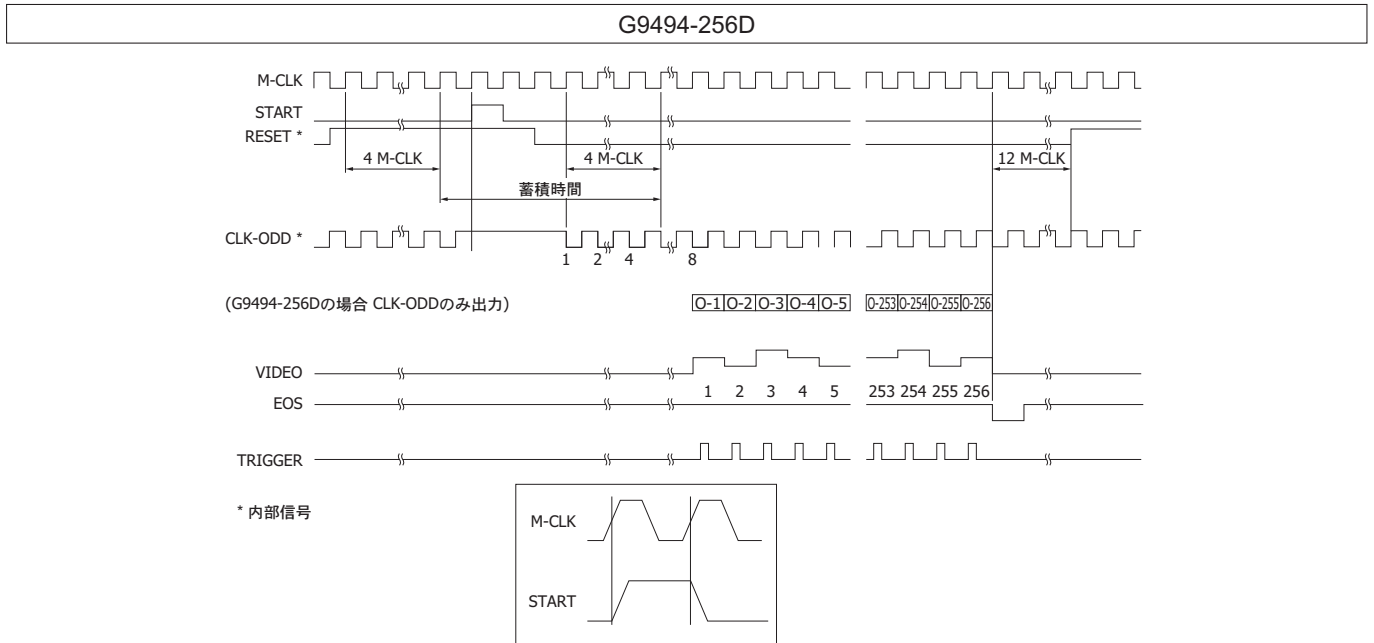 G9494-256D
M-CLK
START
RESET *
4 M-CLK 4 M-CLK 12 M-CLK
蓄積時間
CLK-ODD *
1 2 4 8
(G9494-256Dの場合 CLK-ODDのみ出力)
O-1 O-2 O-3 O-4 O-5 O-253 O-254 O-255 O-256
VIDEO
1 2 3 4 5 253 254 255 256
EOS
TRIGGER
* 内部信号
M-CLK
START